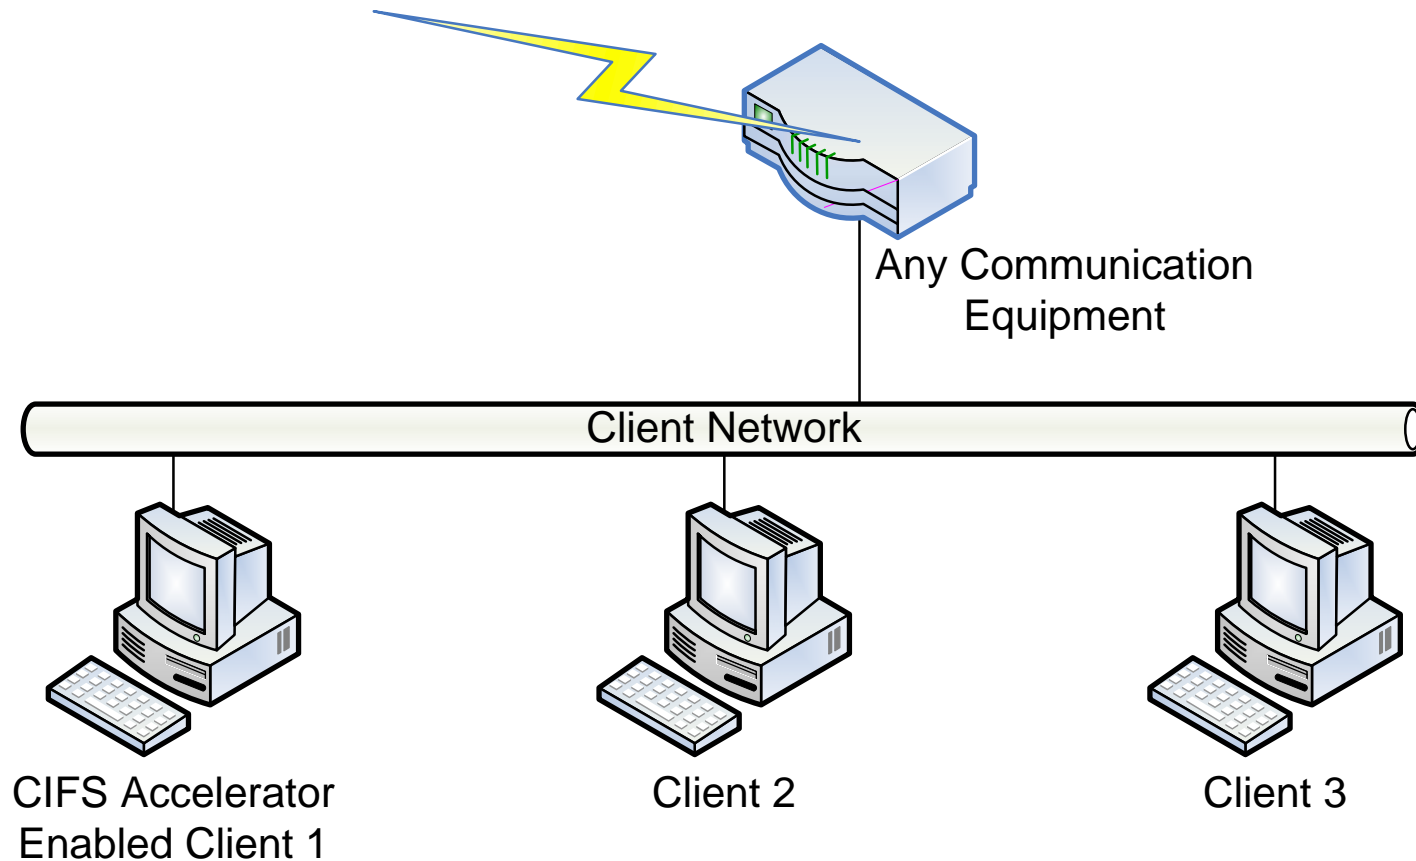 Any Communication
Equipment
Client Network
CIFS Accelerator
Enabled Client 1
Client 2
Client 3